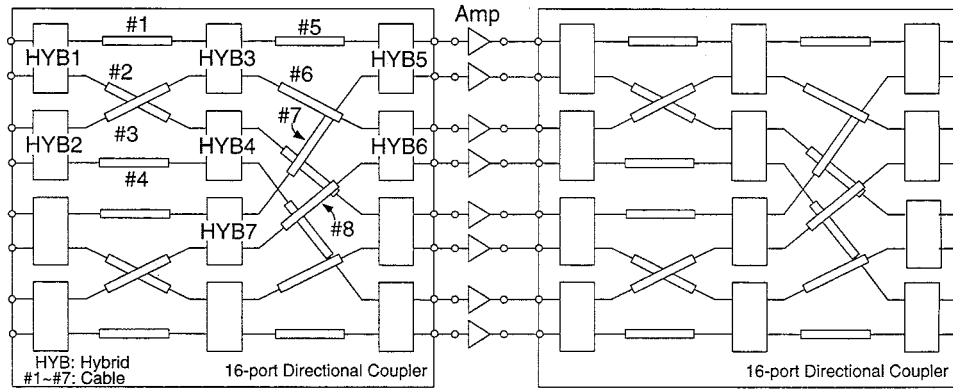 Amp
#1
#5
HYB1
HYB3
HYB5
#2
#6
#3
#7
HYB2
HYB4
HYB6
#4
HYB7
#8
HYB: Hybrid
#1~#7: Cable
16-port Directional Coupler
16-port Directional Coupler